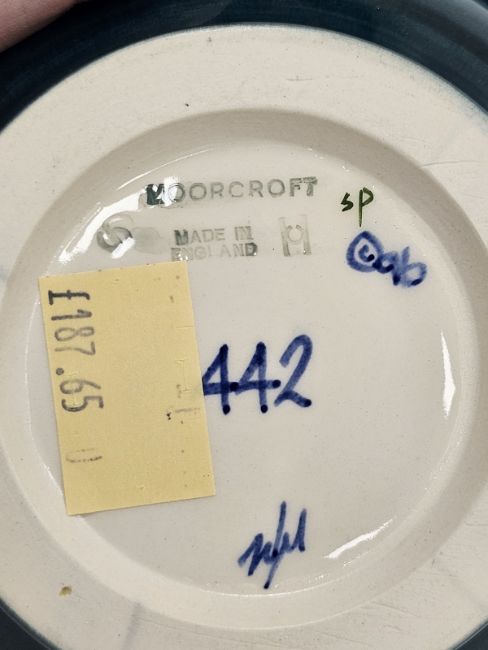 MOORCROFT
sp
MADE IN
ENGLAND
£187.65
442